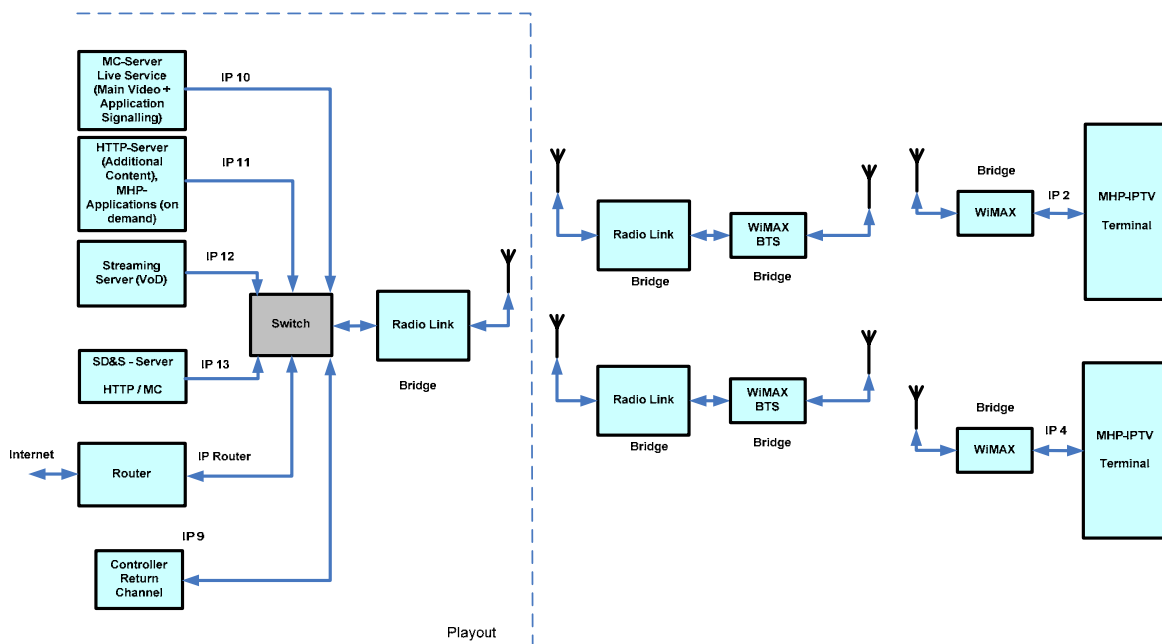 MC-Server
Live Service
(Main Video +
Application
Signalling)
IP 10
HTTP-Server
(Additional
Content),
MHP-
Applications (on
demand)
IP 11
Streaming
Server (VoD)
IP 12
Switch
Radio Link
Bridge
SD&S - Server
HTTP / MC
IP 13
Internet
Router
IP Router
IP 9
Controller
Return
Channel
Playout
Radio Link
Bridge
WiMAX
BTS
Bridge
Bridge
WiMAX
IP 2
MHP-IPTV
Terminal
Radio Link
Bridge
WiMAX
BTS
Bridge
Bridge
WiMAX
IP 4
MHP-IPTV
Terminal